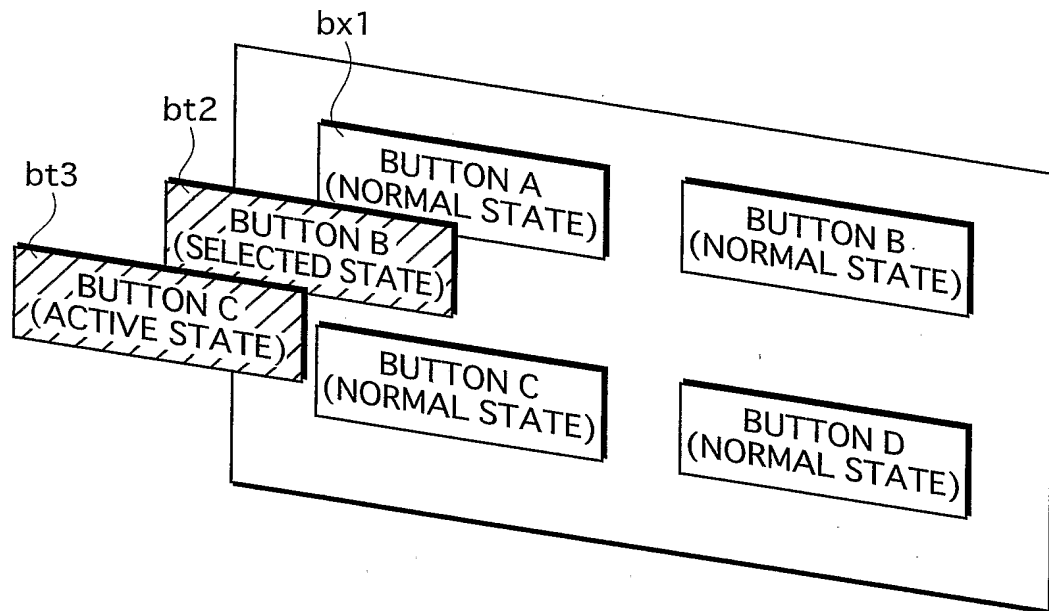 bx1
bt2
bt3
BUTTON A
(NORMAL STATE)
BUTTON B
(NORMAL STATE)
BUTTON B
(SELECTED STATE)
BUTTON C
(ACTIVE STATE)
BUTTON C
(NORMAL STATE)
BUTTON D
(NORMAL STATE)